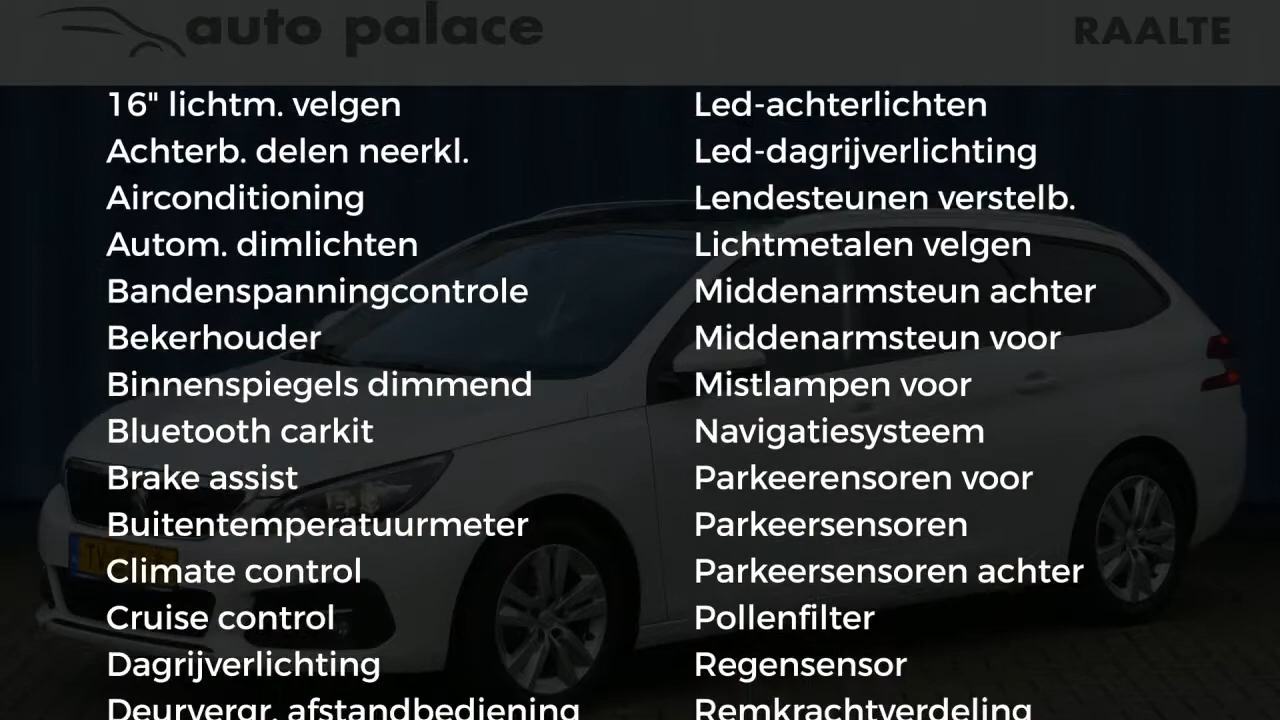 auto palace
RAALTE
16" lichtm. velgen
Achterb. delen neerkl.
Airconditioning
Autom. dimlichten
Bandenspanningcontrole
Bekerhouder
Binnenspiegels dimmend
Bluetooth carkit
Brake assist
Buitentemperatuurmeter
Climate control
Cruise control
Dagrijverlichting
Deurvergr. afstandbediening
Led-achterlichten
Led-dagrijverlichting
Lendesteunen verstelb.
Lichtmetalen velgen
Middenarmsteun achter
Middenarmsteun voor
Mistlampen voor
Navigatiesysteem
Parkeerensoren voor
Parkeersensoren
Parkeersensoren achter
Pollenfilter
Regensensor
Remkrachtverdeling